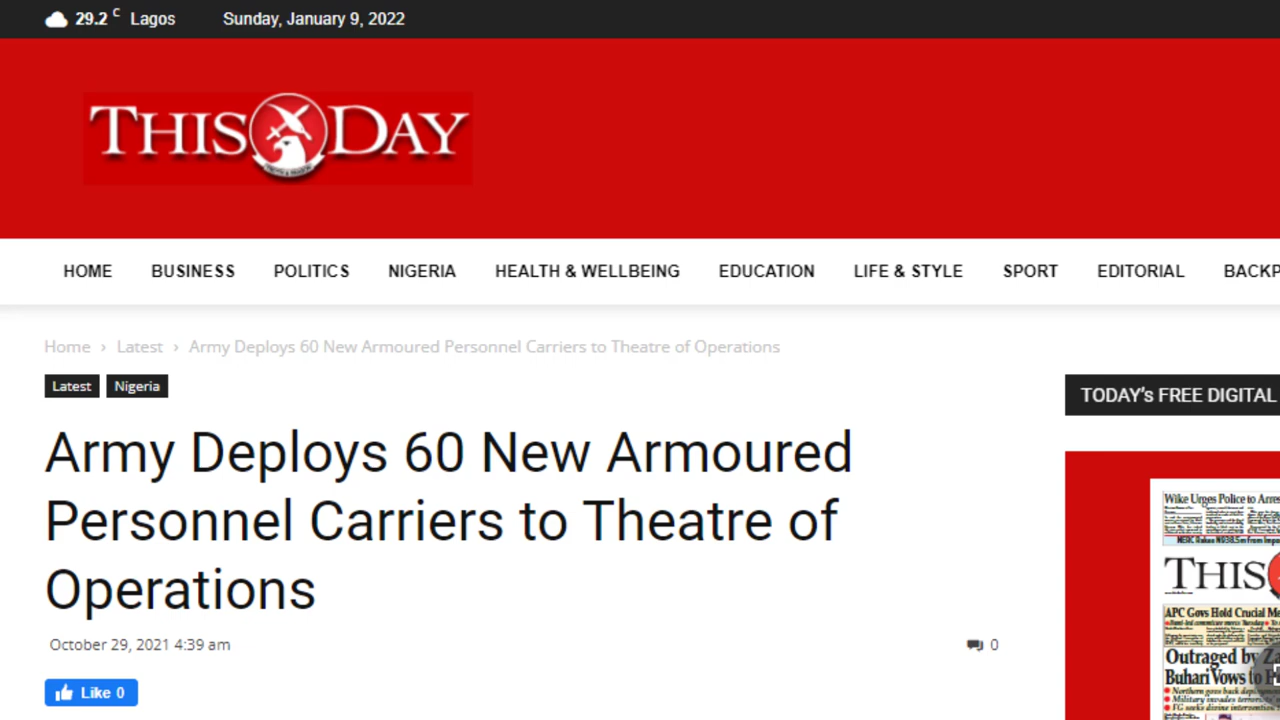 29.2 C Lagos Sunday, January 9, 2022
THISDAY
HOME BUSINESS POLITICS NIGERIA HEALTH & WELLBEING EDUCATION LIFE & STYLE SPORT EDITORIAL BACKP
Home › Latest › Army Deploys 60 New Armoured Personnel Carriers to Theatre of Operations
Latest Nigeria
Army Deploys 60 New Armoured
Personnel Carriers to Theatre of
Operations
October 29, 2021 4:39 am 0
Like 0
TODAY's FREE DIGITAL
Wike Urges Police to Arres
THIS
APC Govs Hold Crucial Me
Outraged by Za
Buhari Vows to